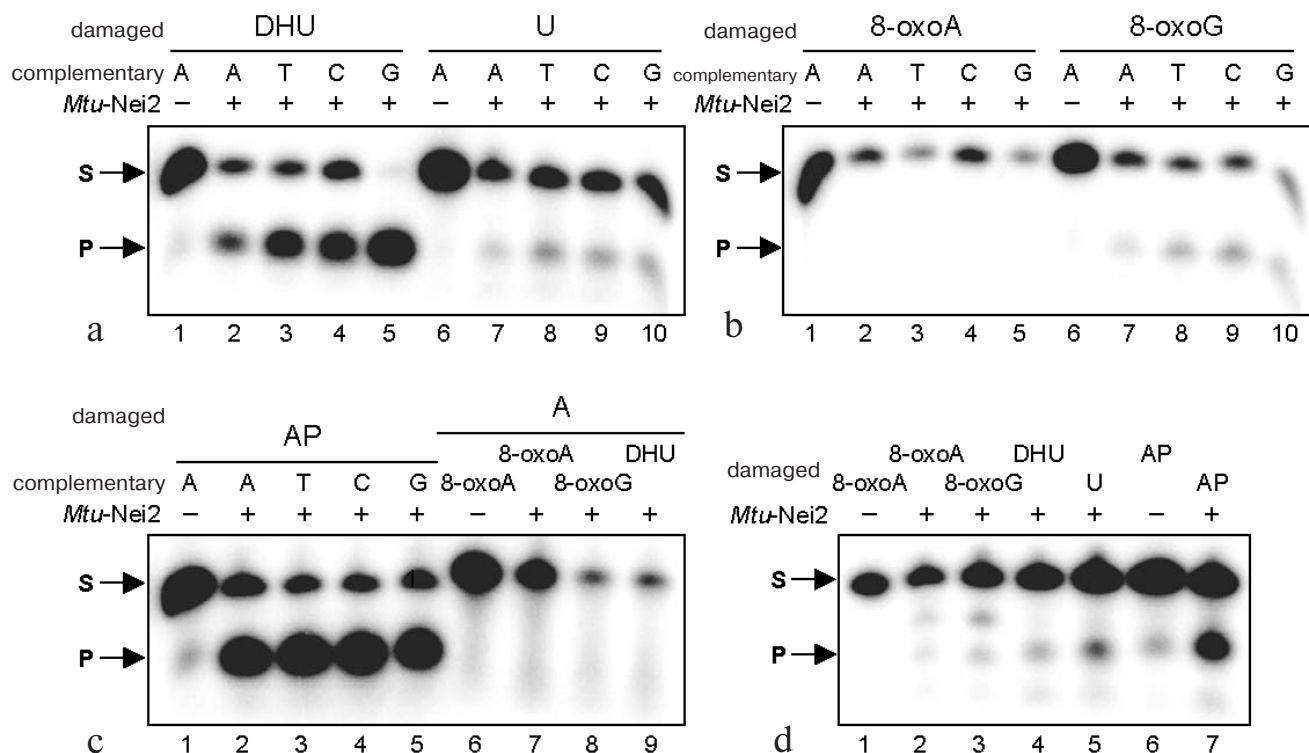 damaged DHU U
complementary A A T C G A A T C G
Mtu-Nei2 – + + + + – + + + +
S
P
1 2 3 4 5 6 7 8 9 10
a
damaged 8-oxoA 8-oxoG
complementary A A T C G A A T C G
Mtu-Nei2 – + + + + – + + + +
S
P
1 2 3 4 5 6 7 8 9 10
b
damaged AP A
8-oxoA DHU
complementary A A T C G 8-oxoA 8-oxoG
Mtu-Nei2 – + + + + – + + +
S
P
1 2 3 4 5 6 7 8 9
c
8-oxoA DHU AP
damaged 8-oxoA 8-oxoG U AP
Mtu-Nei2 – + + + + – +
S
P
1 2 3 4 5 6 7
d